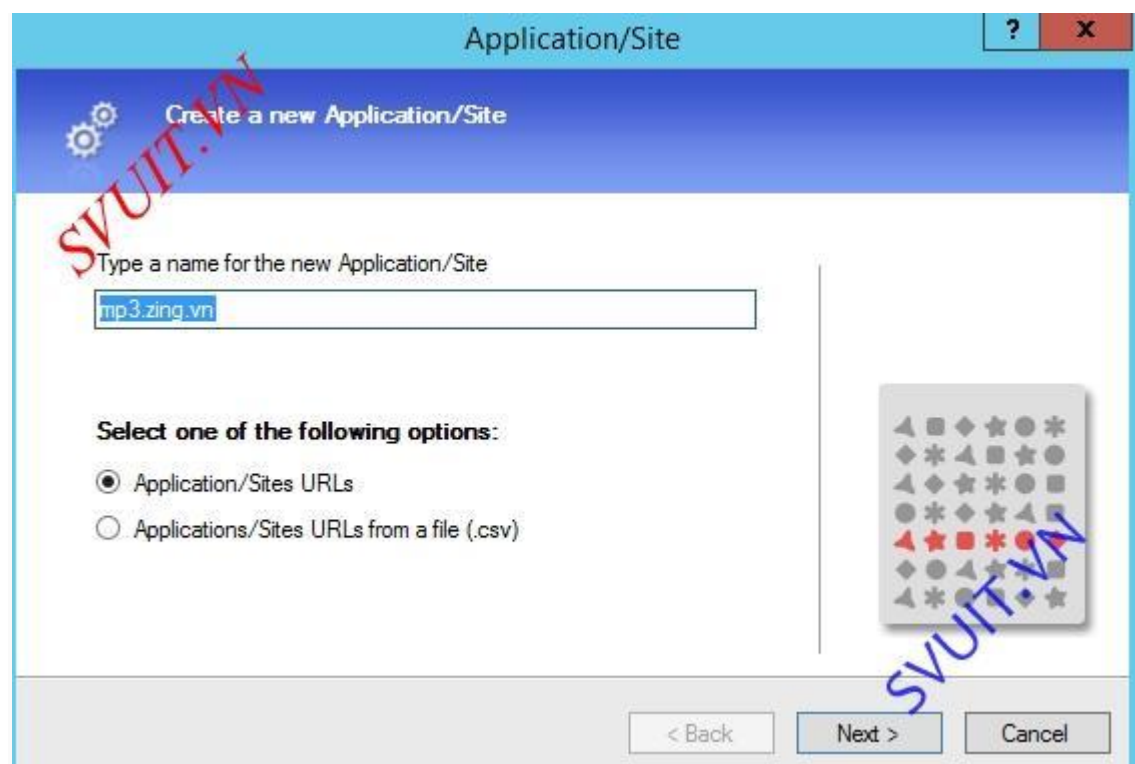 Application/Site
? x
Create a new Application/Site
SVUIT.VN
Type a name for the new Application/Site
mp3.zing.vn
Select one of the following options:
Application/Sites URLs
Applications/Sites URLs from a file (.csv)
SVUIT.VN
< Back Next > Cancel